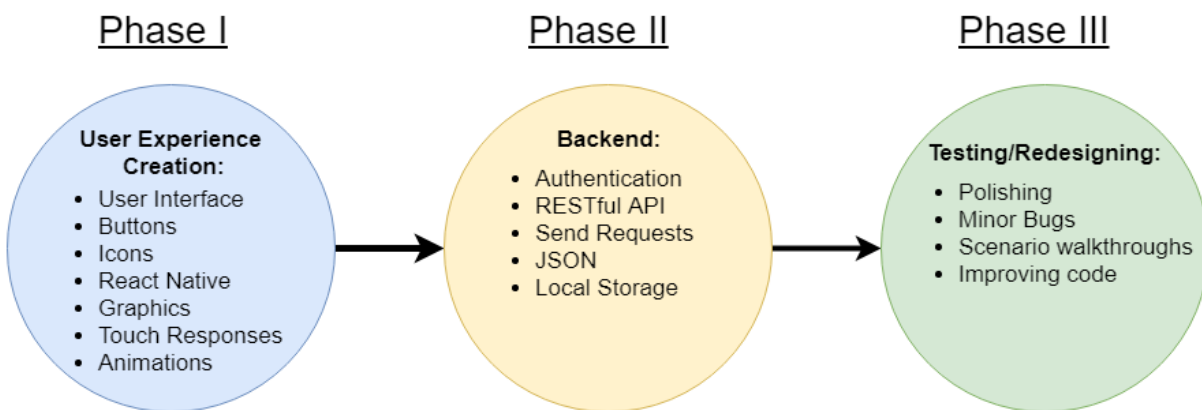 Phase I
User Experience
Creation:
• User Interface
• Buttons
• Icons
• React Native
• Graphics
• Touch Responses
• Animations
Phase II
Backend:
• Authentication
• RESTful API
• Send Requests
• JSON
• Local Storage
Phase III
Testing/Redesigning:
• Polishing
• Minor Bugs
• Scenario walkthroughs
• Improving code